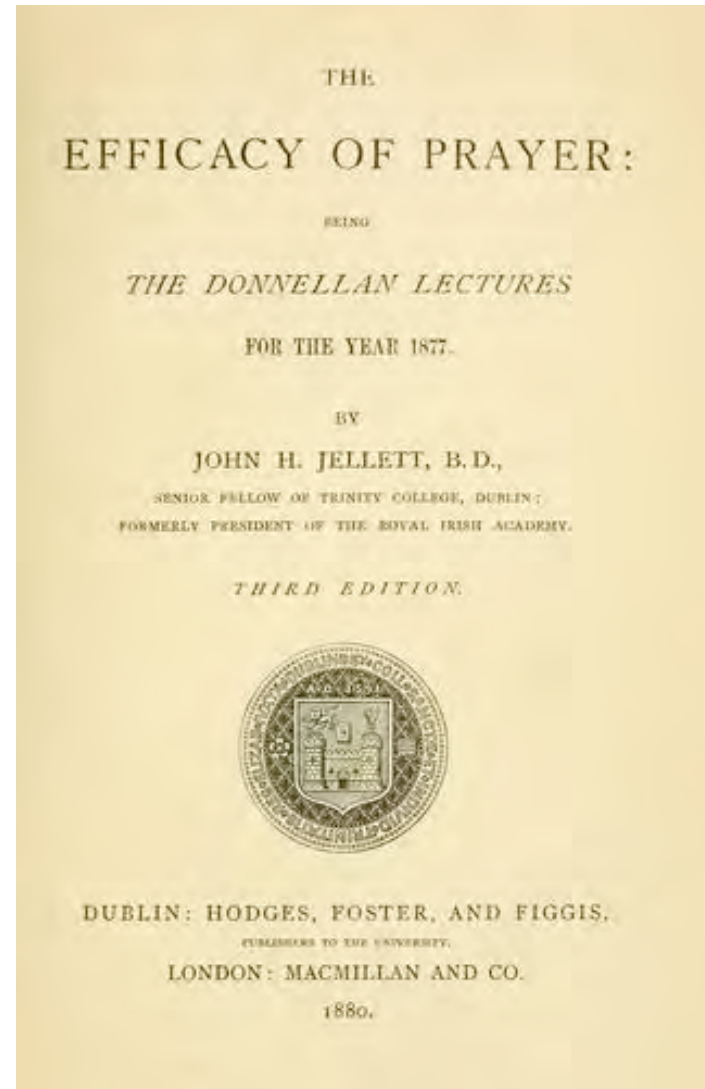 THE
EFFICACY OF PRAYER:
BEING
THE DONNELLAN LECTURES
FOR THE YEAR 1877.
BY
JOHN H. JELLETT, B.D.,
SENIOR FELLOW OF TRINITY COLLEGE, DUBLIN:
FORMERLY PRESIDENT OF THE ROYAL IRISH ACADEMY.
THIRD EDITION.
A.D. 1591
DUBLIN: HODGES, FOSTER, AND FIGGIS,
PUBLISHERS TO THE UNIVERSITY.
LONDON: MACMILLAN AND CO.
1880.